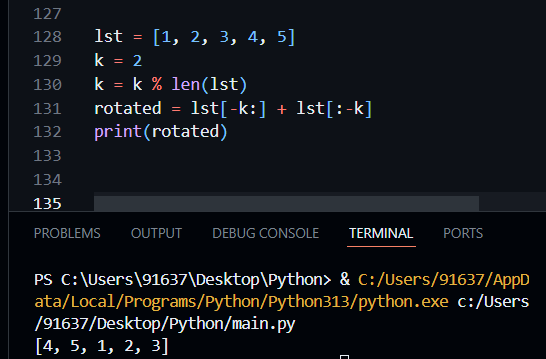 127
128 lst = [1, 2, 3, 4, 5]
129 k = 2
130 k = k % len(lst)
131 rotated = lst[-k:] + lst[:-k]
132 print(rotated)
133
134
135
PROBLEMS OUTPUT DEBUG CONSOLE TERMINAL PORTS
PS C:\Users\91637\Desktop\Python> & C:/Users/91637/AppD
ata/Local/Programs/Python/Python313/python.exe c:/Users
/91637/Desktop/Python/main.py
[4, 5, 1, 2, 3]